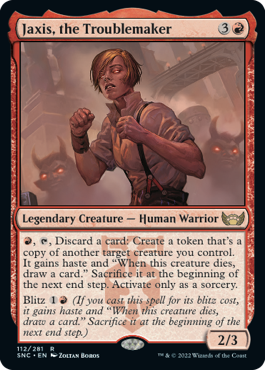 Jaxis, the Troublemaker 3
Legendary Creature — Human Warrior
, , Discard a card: Create a token that's a
copy of another target creature you control.
It gains haste and "When this creature dies,
draw a card." Sacrifice it at the beginning of
the next end step. Activate only as a sorcery.
Blitz 1 (If you cast this spell for its blitz cost,
it gains haste and "When this creature dies,
draw a card." Sacrifice it at the beginning of
the next end step.)
2/3
112/281 R
SNC • EN ZOLTAN BOROS
™ & © 2022 Wizards of the Coast